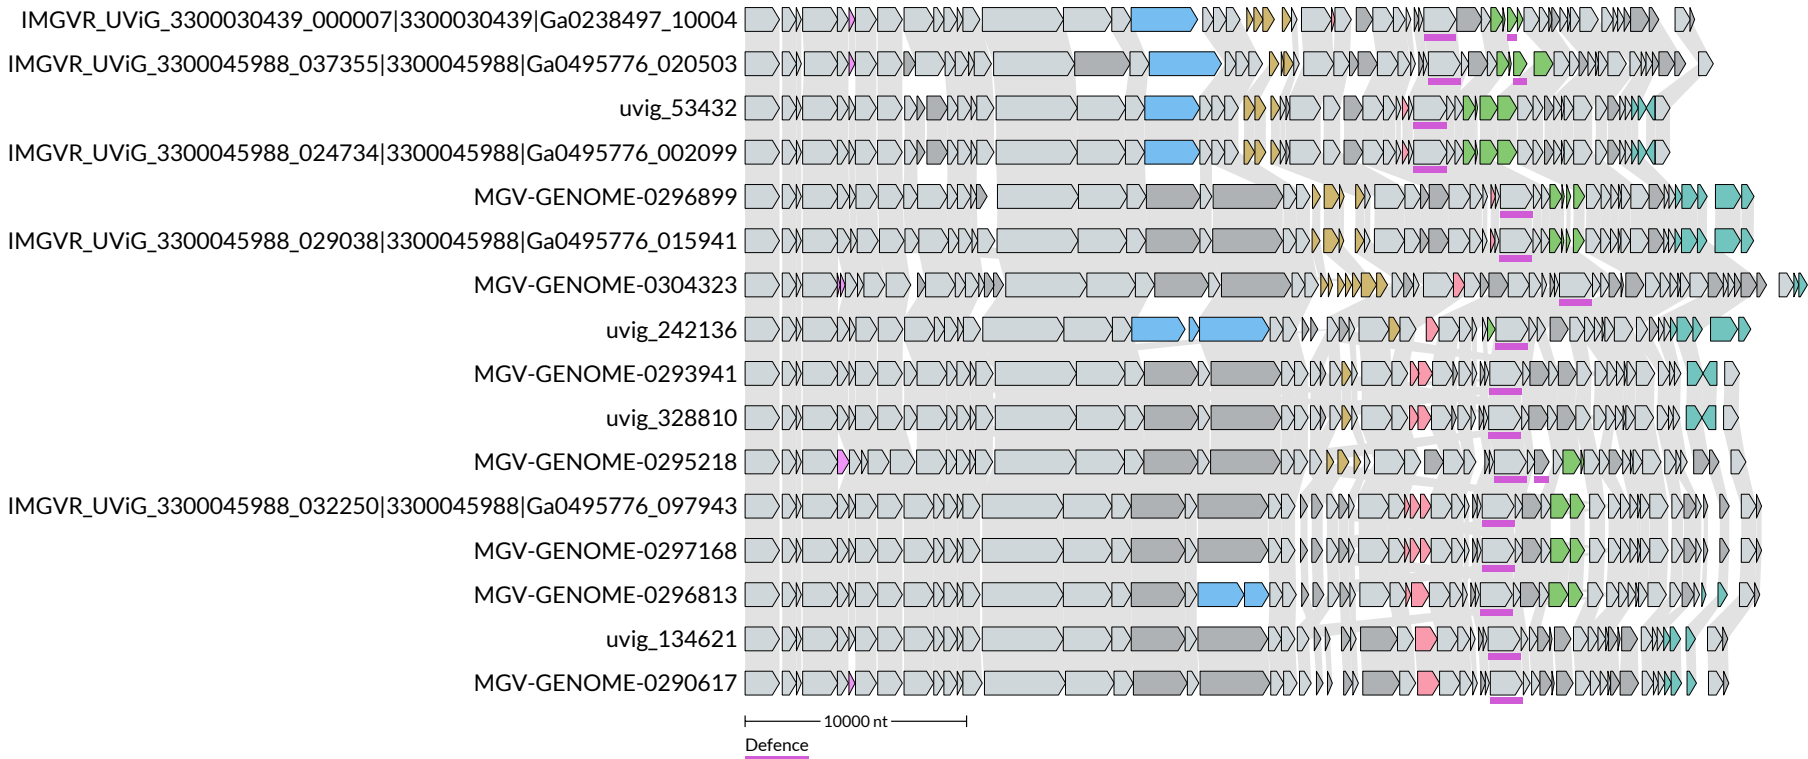 IMGVR_UViG_3300030439_000007|3300030439|Ga0238497_10004
IMGVR_UViG_3300045988_037355|3300045988|Ga0495776_020503
uvig_53432
IMGVR_UViG_3300045988_024734|3300045988|Ga0495776_002099
MGV-GENOME-0296899
IMGVR_UViG_3300045988_029038|3300045988|Ga0495776_015941
MGV-GENOME-0304323
uvig_242136
MGV-GENOME-0293941
uvig_328810
MGV-GENOME-0295218
IMGVR_UViG_3300045988_032250|3300045988|Ga0495776_097943
MGV-GENOME-0297168
MGV-GENOME-0296813
uvig_134621
MGV-GENOME-0290617
10000 nt
Defence